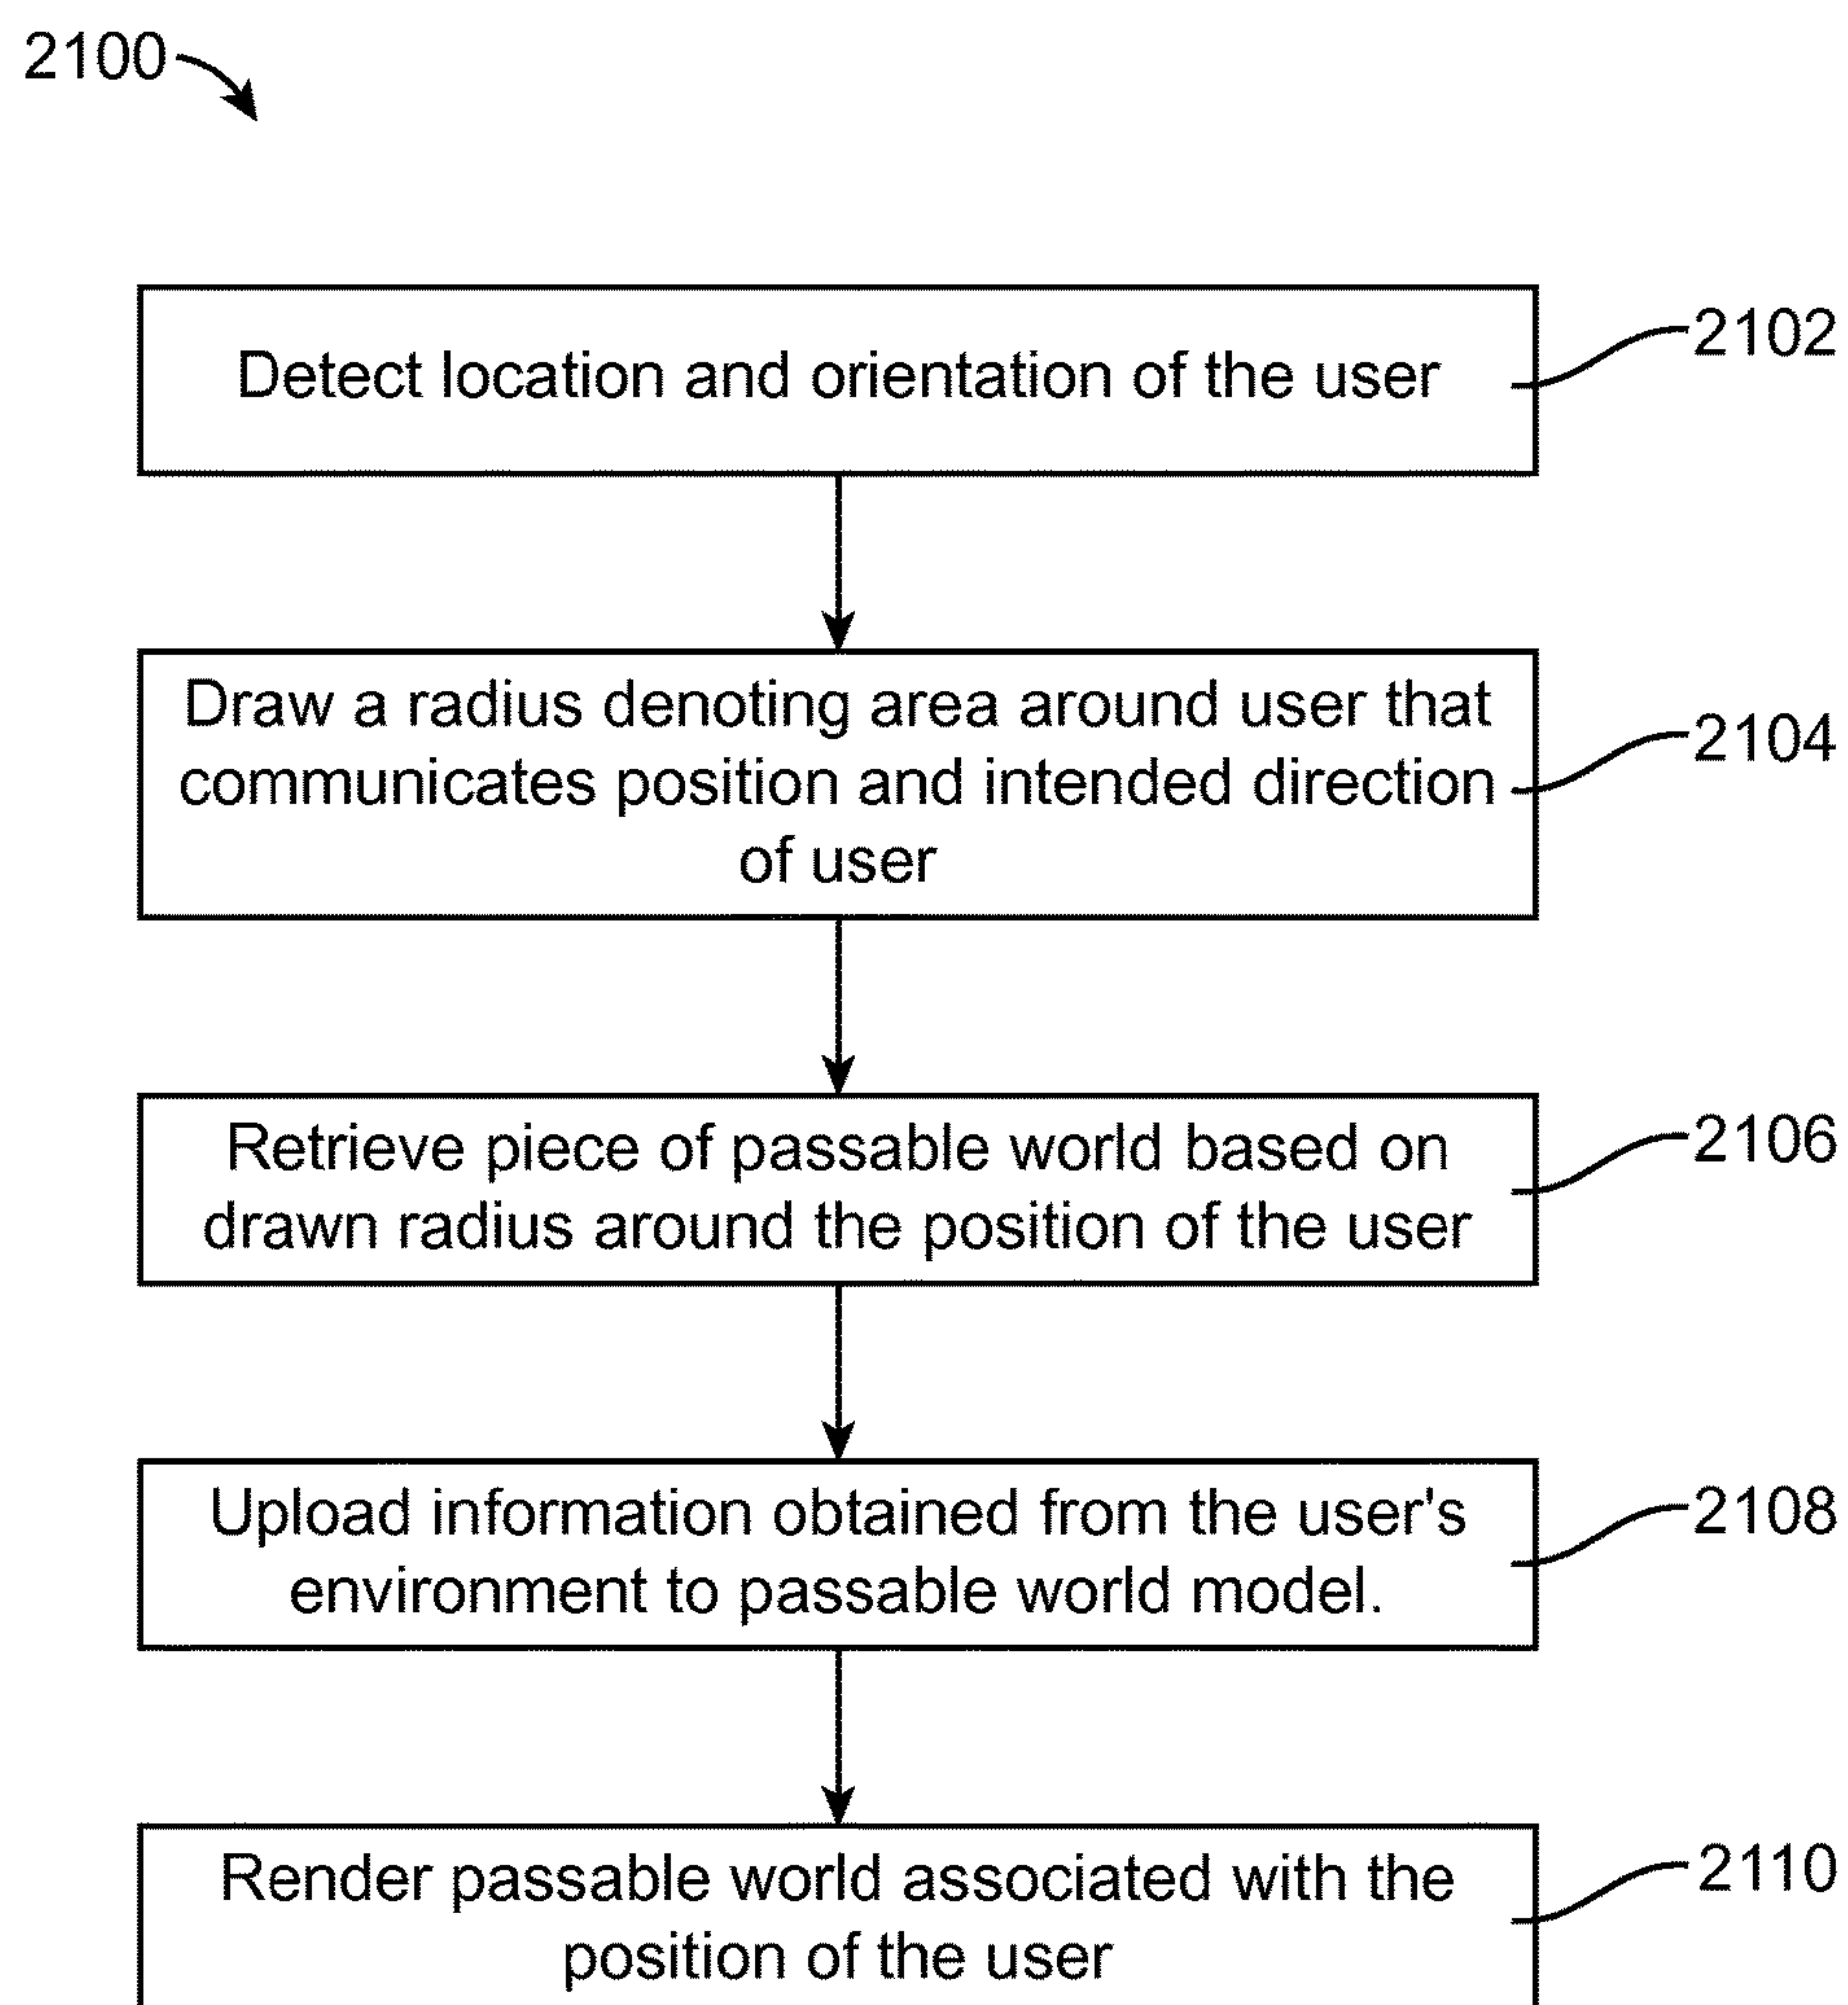 2100
Detect location and orientation of the user
2102
Draw a radius denoting area around user that
communicates position and intended direction
of user
2104
Retrieve piece of passable world based on
drawn radius around the position of the user
2106
Upload information obtained from the user's
environment to passable world model.
2108
Render passable world associated with the
position of the user
2110